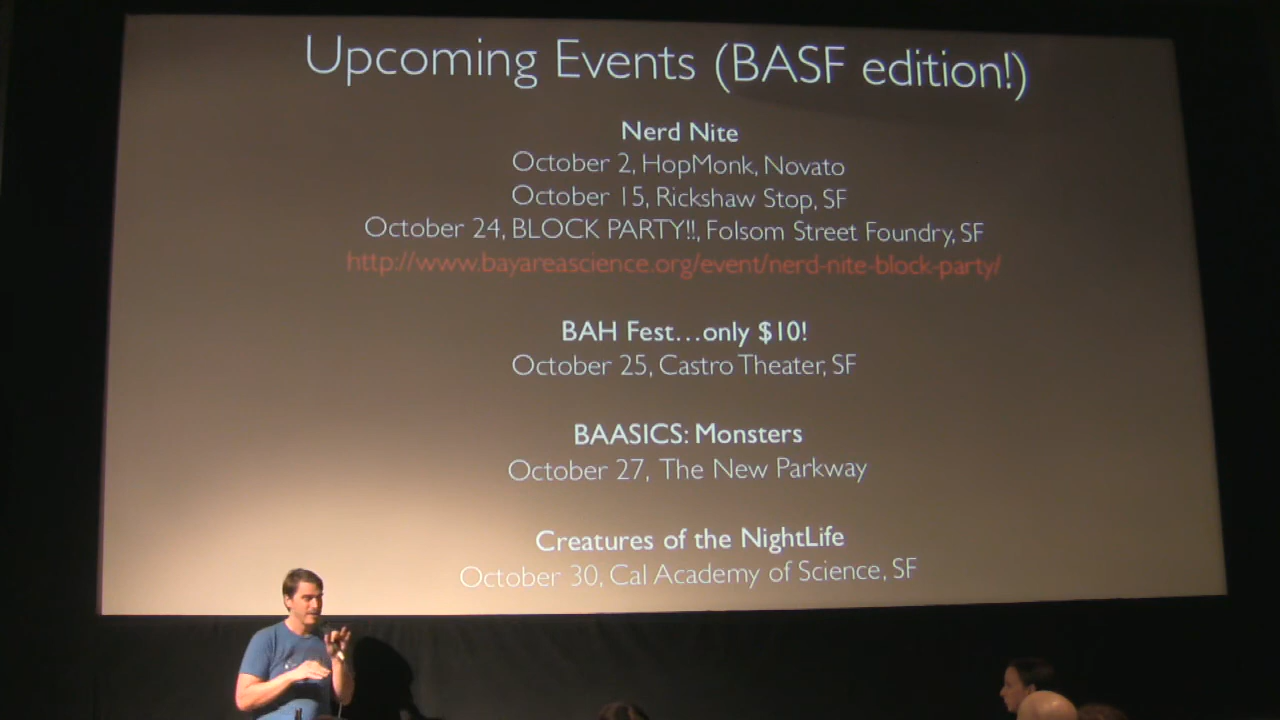 Upcoming Events (BASF edition!)
Nerd Nite
October 2, HopMonk, Novato
October 15, Rickshaw Stop, SF
October 24, BLOCK PARTY!!, Folsom Street Foundry, SF
http://www.bayareascience.org/event/nerd-nite-block-party/
BAH Fest...only $10!
October 25, Castro Theater, SF
BAASICS: Monsters
October 27, The New Parkway
Creatures of the NightLife
October 30, Cal Academy of Science, SF